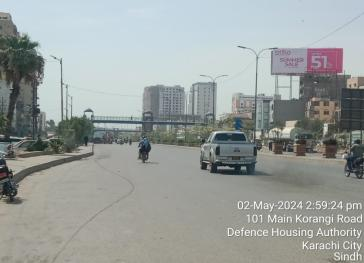 SUMMER
SALE
51%
02-May-2024 2:59:24 pm
101 Main Korangi Road
Defence Housing Authority
Karachi City
Sindh